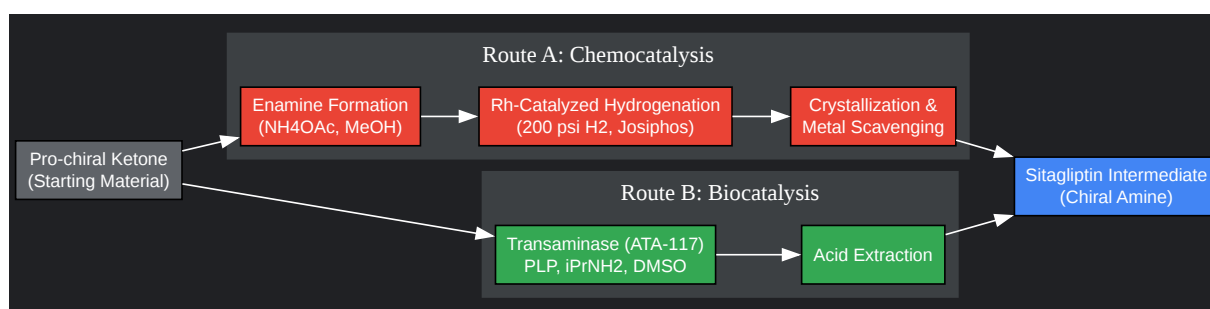 Route A: Chemocatalysis
Enamine Formation
(NH4OAc, MeOH)
Rh-Catalyzed Hydrogenation
(200 psi H2, Josiphos)
Crystallization &
Metal Scavenging
Pro-chiral Ketone
(Starting Material)
Sitagliptin Intermediate
(Chiral Amine)
Route B: Biocatalysis
Transaminase (ATA-117)
PLP, iPrNH2, DMSO
Acid Extraction